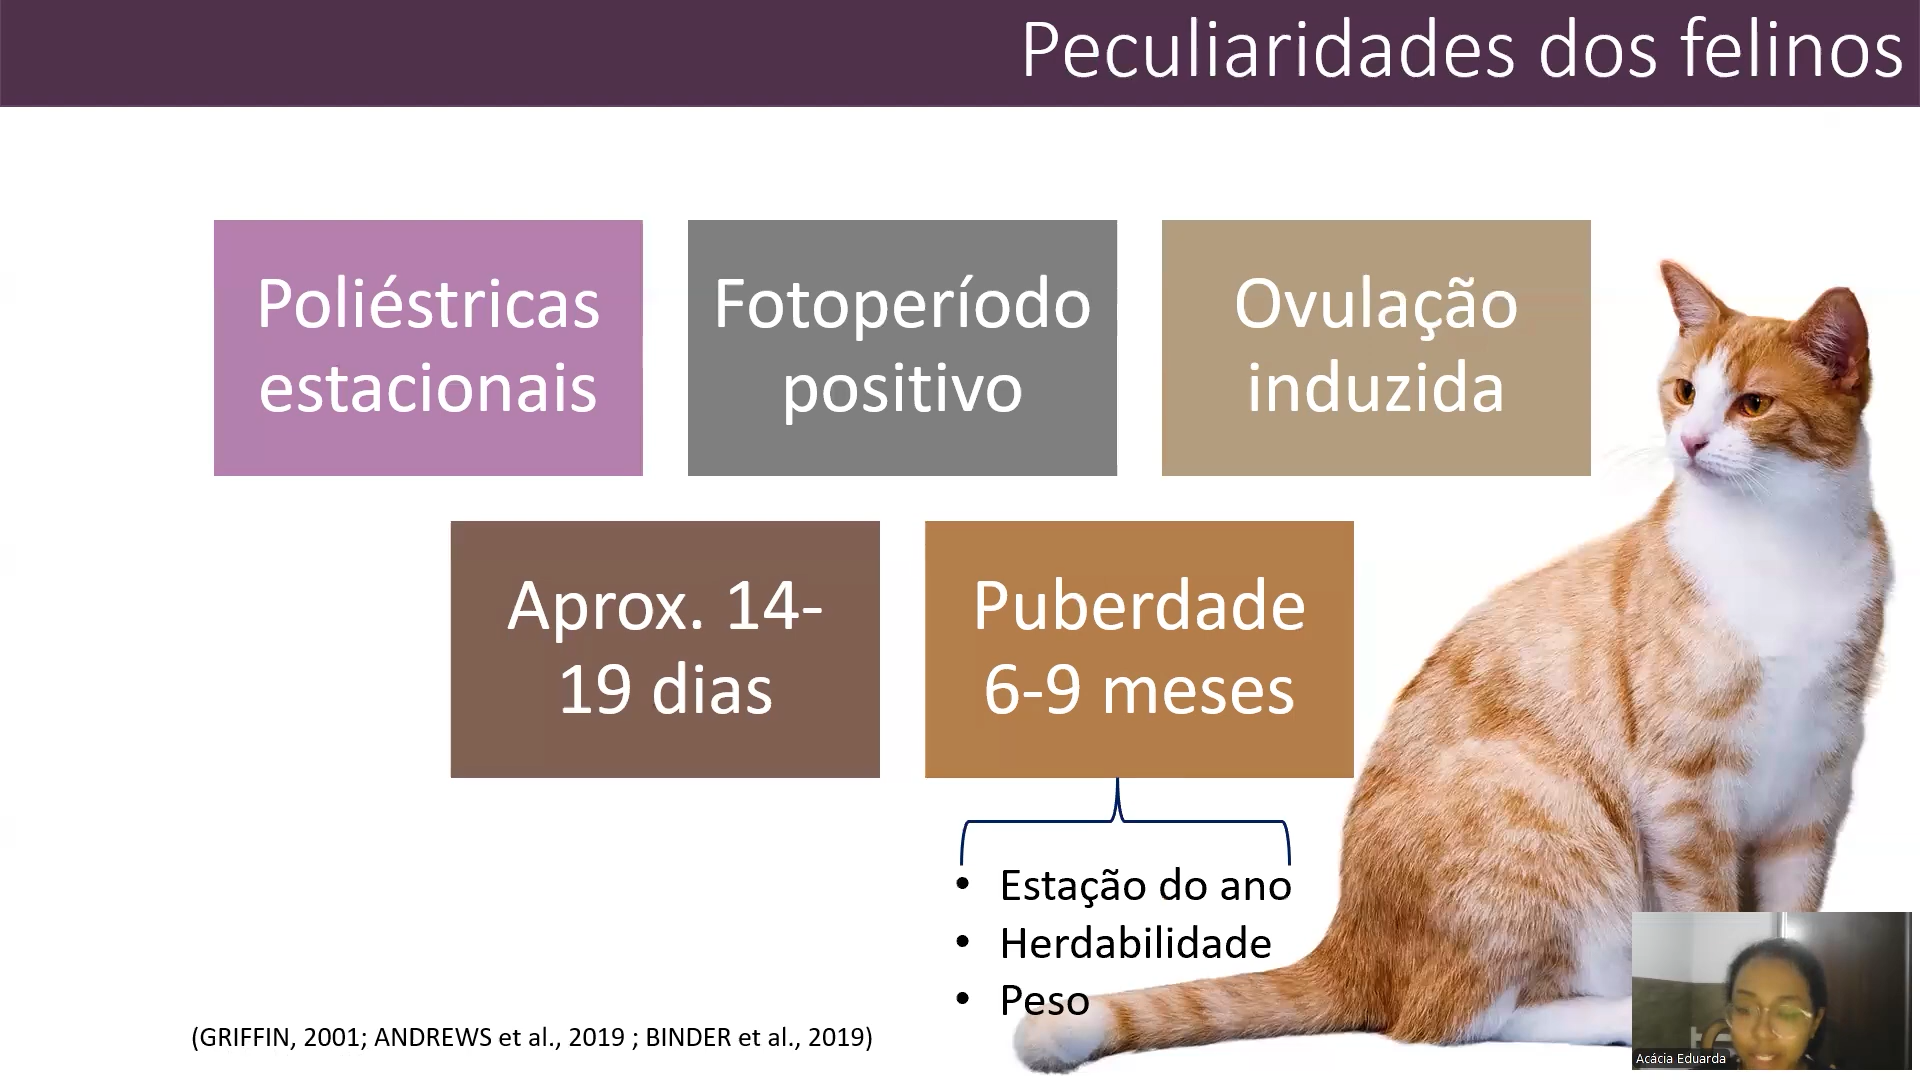 Peculiaridades dos felinos
Poliéstricas
estacionais
Fotoperíodo
positivo
Ovulação
induzida
Aprox. 14-
19 dias
Puberdade
6-9 meses
• Estação do ano
• Herdabilidade
• Peso
(GRIFFIN, 2001; ANDREWS et al., 2019 ; BINDER et al., 2019)
Acácia Eduarda